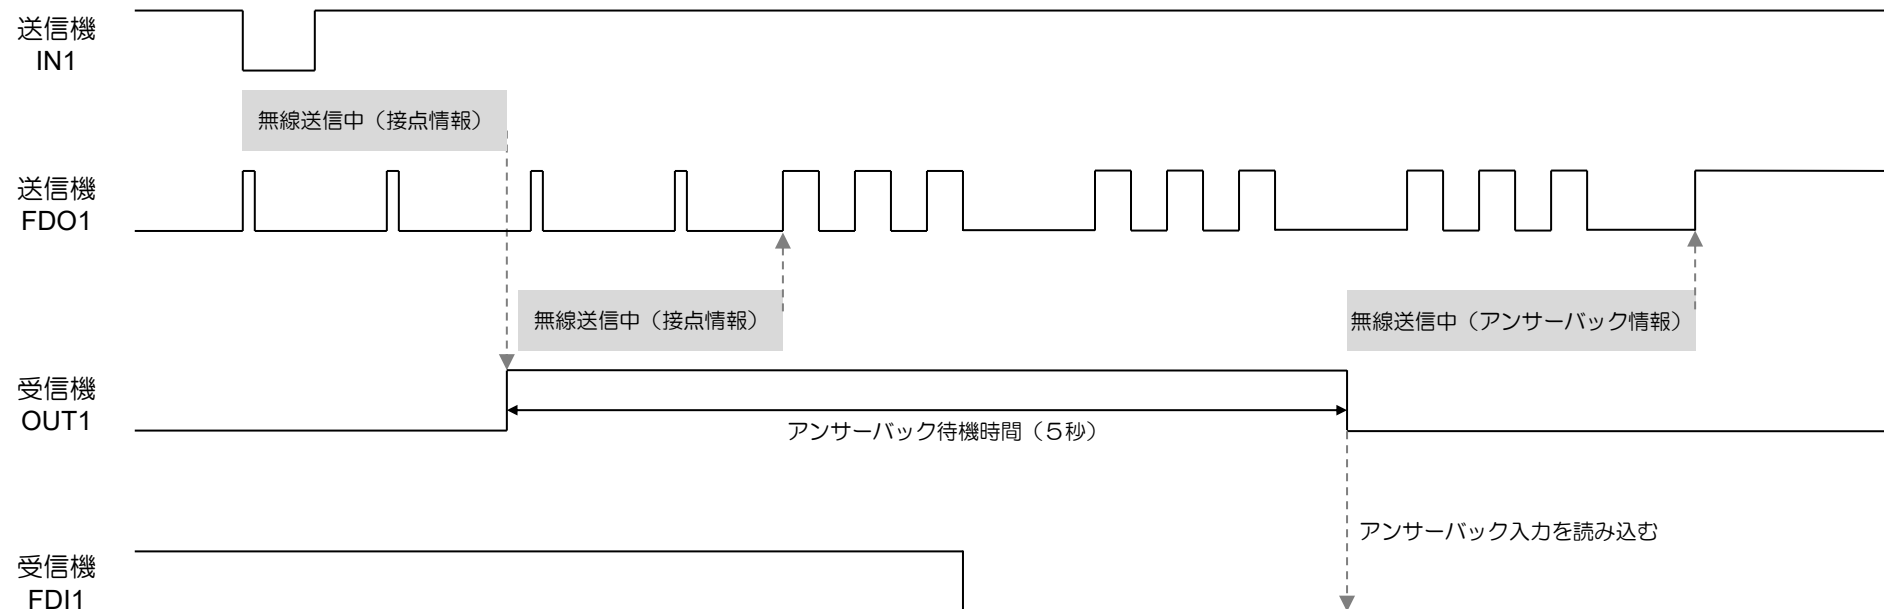 送信機
IN1
無線送信中（接点情報）
送信機
FDO1
無線送信中（接点情報）
無線送信中（アンサーバック情報）
受信機
OUT1
アンサーバック待機時間（５秒）
アンサーバック入力を読み込む
受信機
FDI1